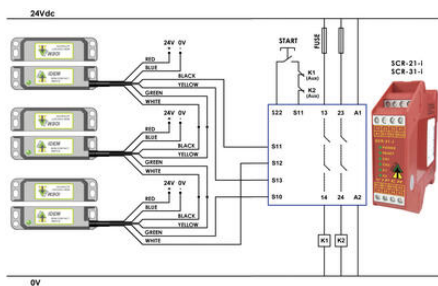 24Vdc
START
FUSE
SCR-21-i
SCR-31-i
24V 0V
RED
BLUE
BLACK
YELLOW
GREEN
WHITE
K1
(Aux)
K2
(Aux)
S22 S11 13 23 A1
24V 0V
RED
BLUE
BLACK
YELLOW
GREEN
WHITE
S11
S12
S13
S10
24V 0V
RED
BLUE
BLACK
YELLOW
GREEN
WHITE
14 24 A2
K1 K2
0V